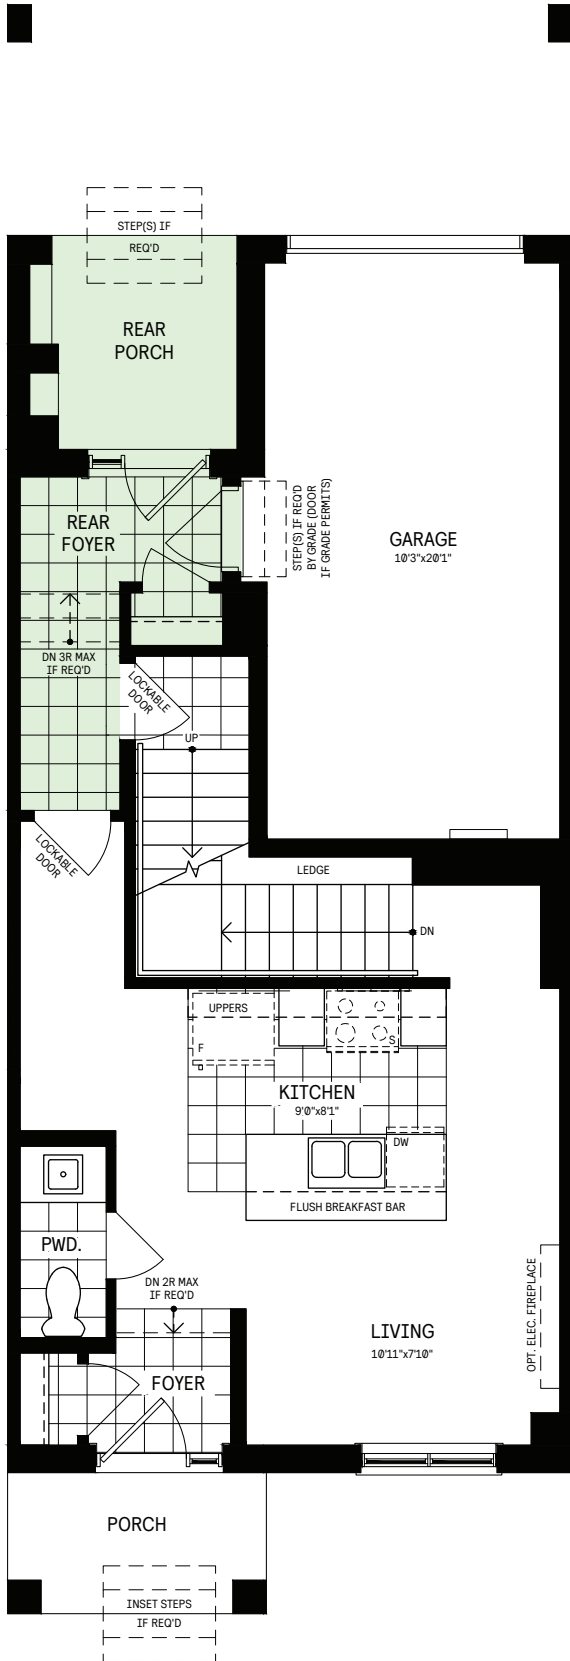 STEP(S) IF
REQ'D
REAR
PORCH
REAR
FOYER
STEP(S) IF REQ'D
BY GRADE (DOOR
IF GRADE PERMITS)
GARAGE
10'3"x20'1"
DN 3R MAX
IF REQ'D
LOCKABLE
DOOR
UP
LOCKABLE
DOOR
LEDGE
DN
UPPERS
F
S
KITCHEN
9'0"x8'1"
DW
FLUSH BREAKFAST BAR
PWD.
DN 2R MAX
IF REQ'D
OPT. ELEC. FIREPLACE
LIVING
10'11"x7'10"
FOYER
PORCH
INSET STEPS
IF REQ'D